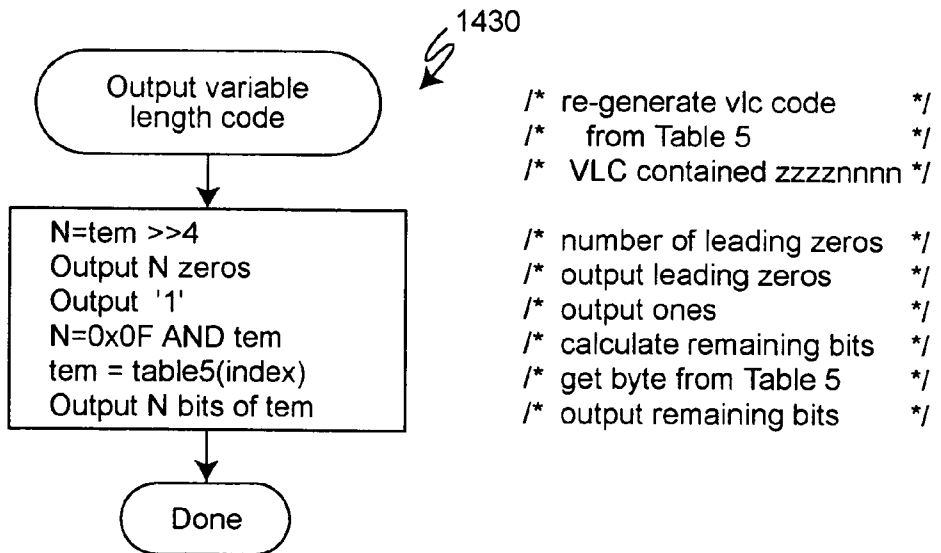 1430
Output variable
length code
/* re-generate vlc code */
/* from Table 5 */
/* VLC contained zzzznnnn */
N=tem >>4 /* number of leading zeros */
Output N zeros /* output leading zeros */
Output '1' /* output ones */
N=0x0F AND tem /* calculate remaining bits */
tem = table5(index) /* get byte from Table 5 */
Output N bits of tem /* output remaining bits */
Done